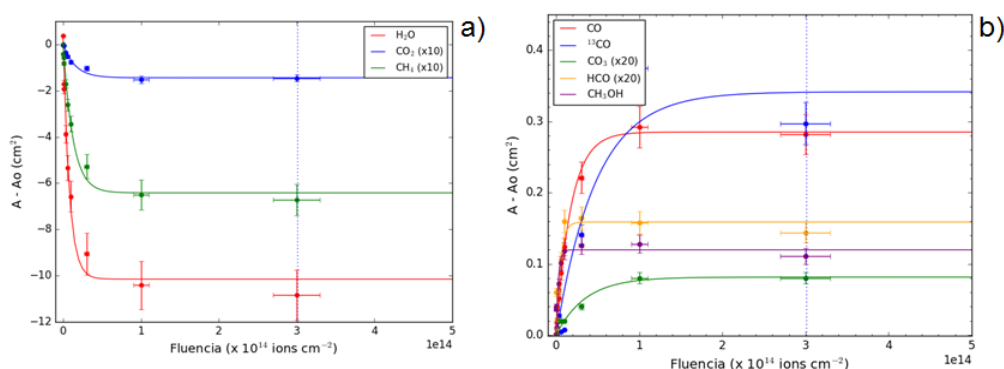 a)
H₂O
CO₂ (x10)
CH₄ (x10)
A - Ao (cm²)
0
−2
−4
−6
−8
−10
−12
0 1 2 3 4 5
1e14
Fluencia (x 10¹⁴ ions cm⁻²)
b)
CO
¹³CO
CO₃ (x20)
HCO (x20)
CH₃OH
A - Ao (cm²)
0.4
0.3
0.2
0.1
0.0
0 1 2 3 4 5
1e14
Fluencia (x 10¹⁴ ions cm⁻²)